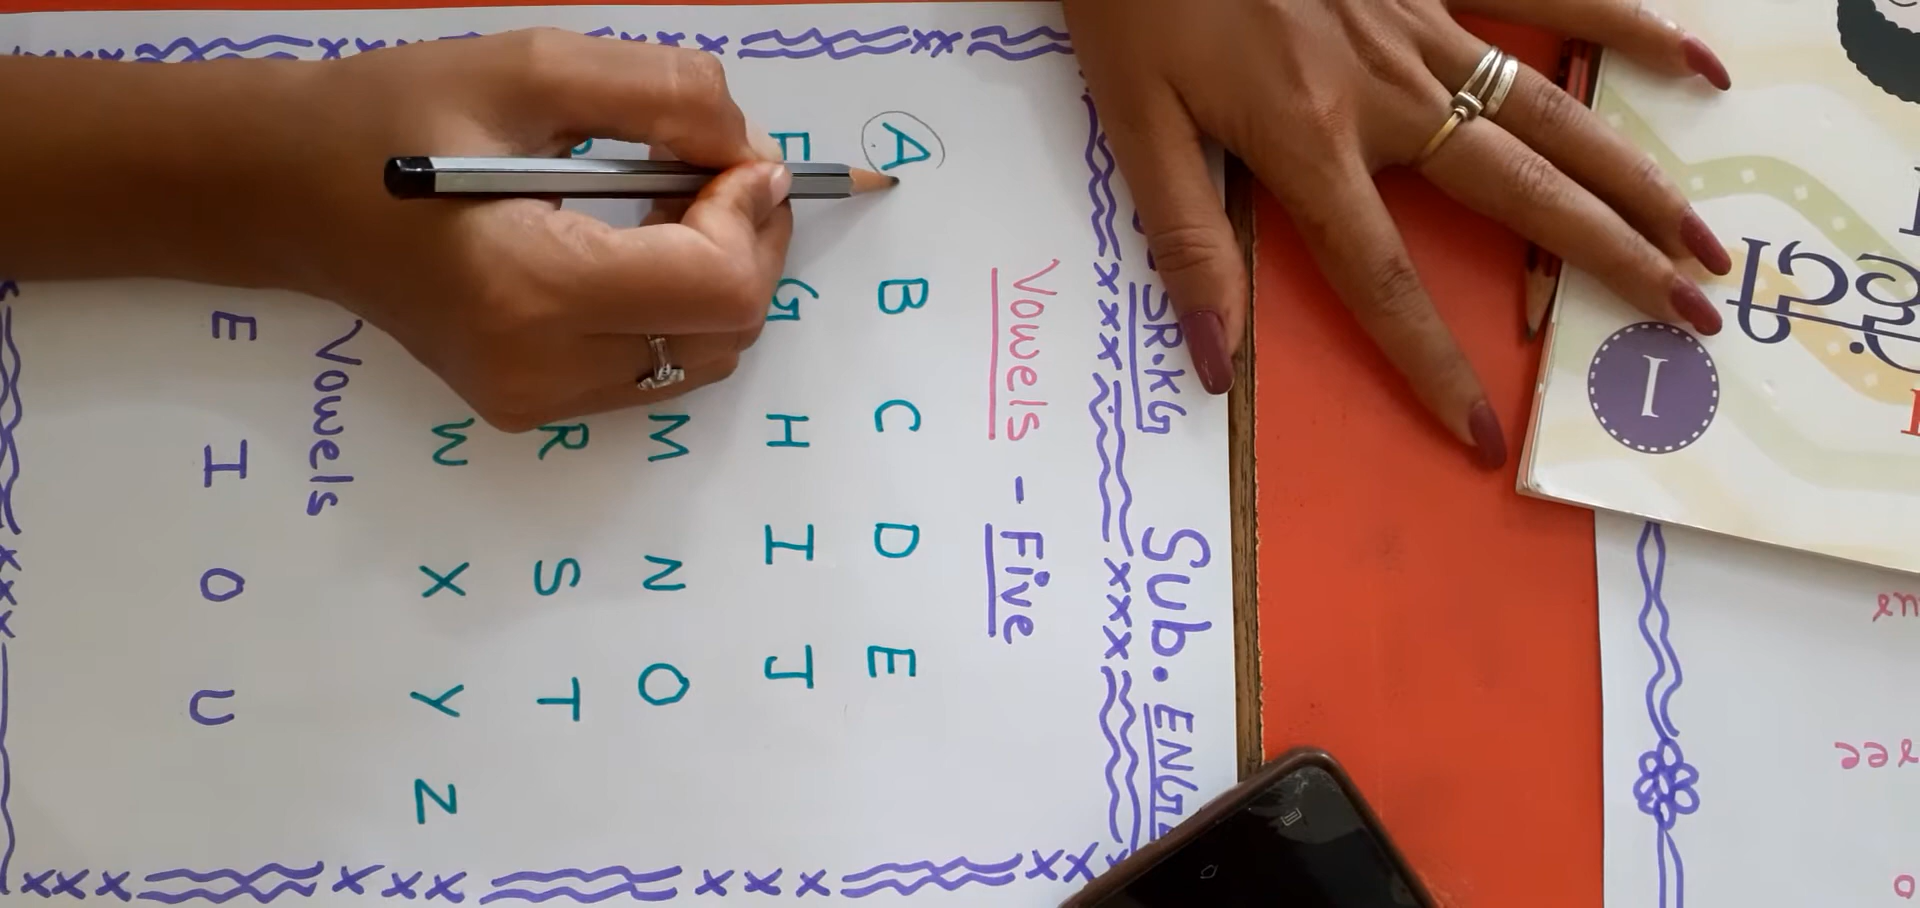 SR.KG Sub. ENG
Vowels - Five
A B C D E
F G H I J
M N O
R S T
W X Y Z
Vowels
E I O U
I